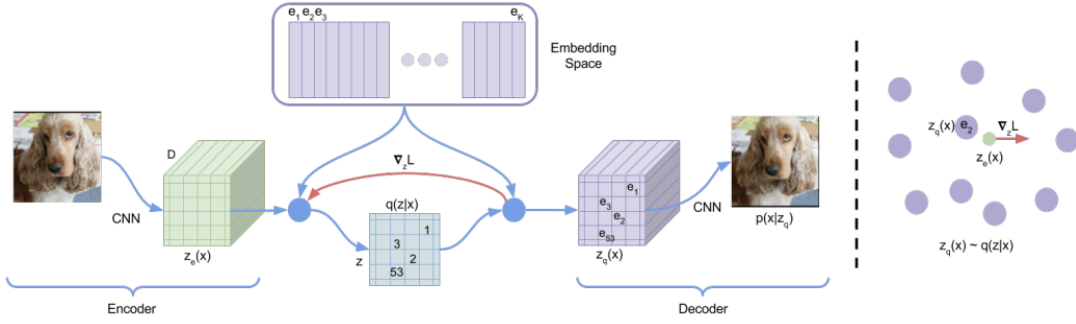 e1 e2 e3
eK
Embedding
Space
D
CNN
ze(x)
Encoder
∇zL
q(z|x)
1
3
2
53
z
e1
e3
e2
e53
zq(x)
CNN
p(x|zq)
Decoder
zq(x) e2
∇zL
ze(x)
zq(x) ~ q(z|x)